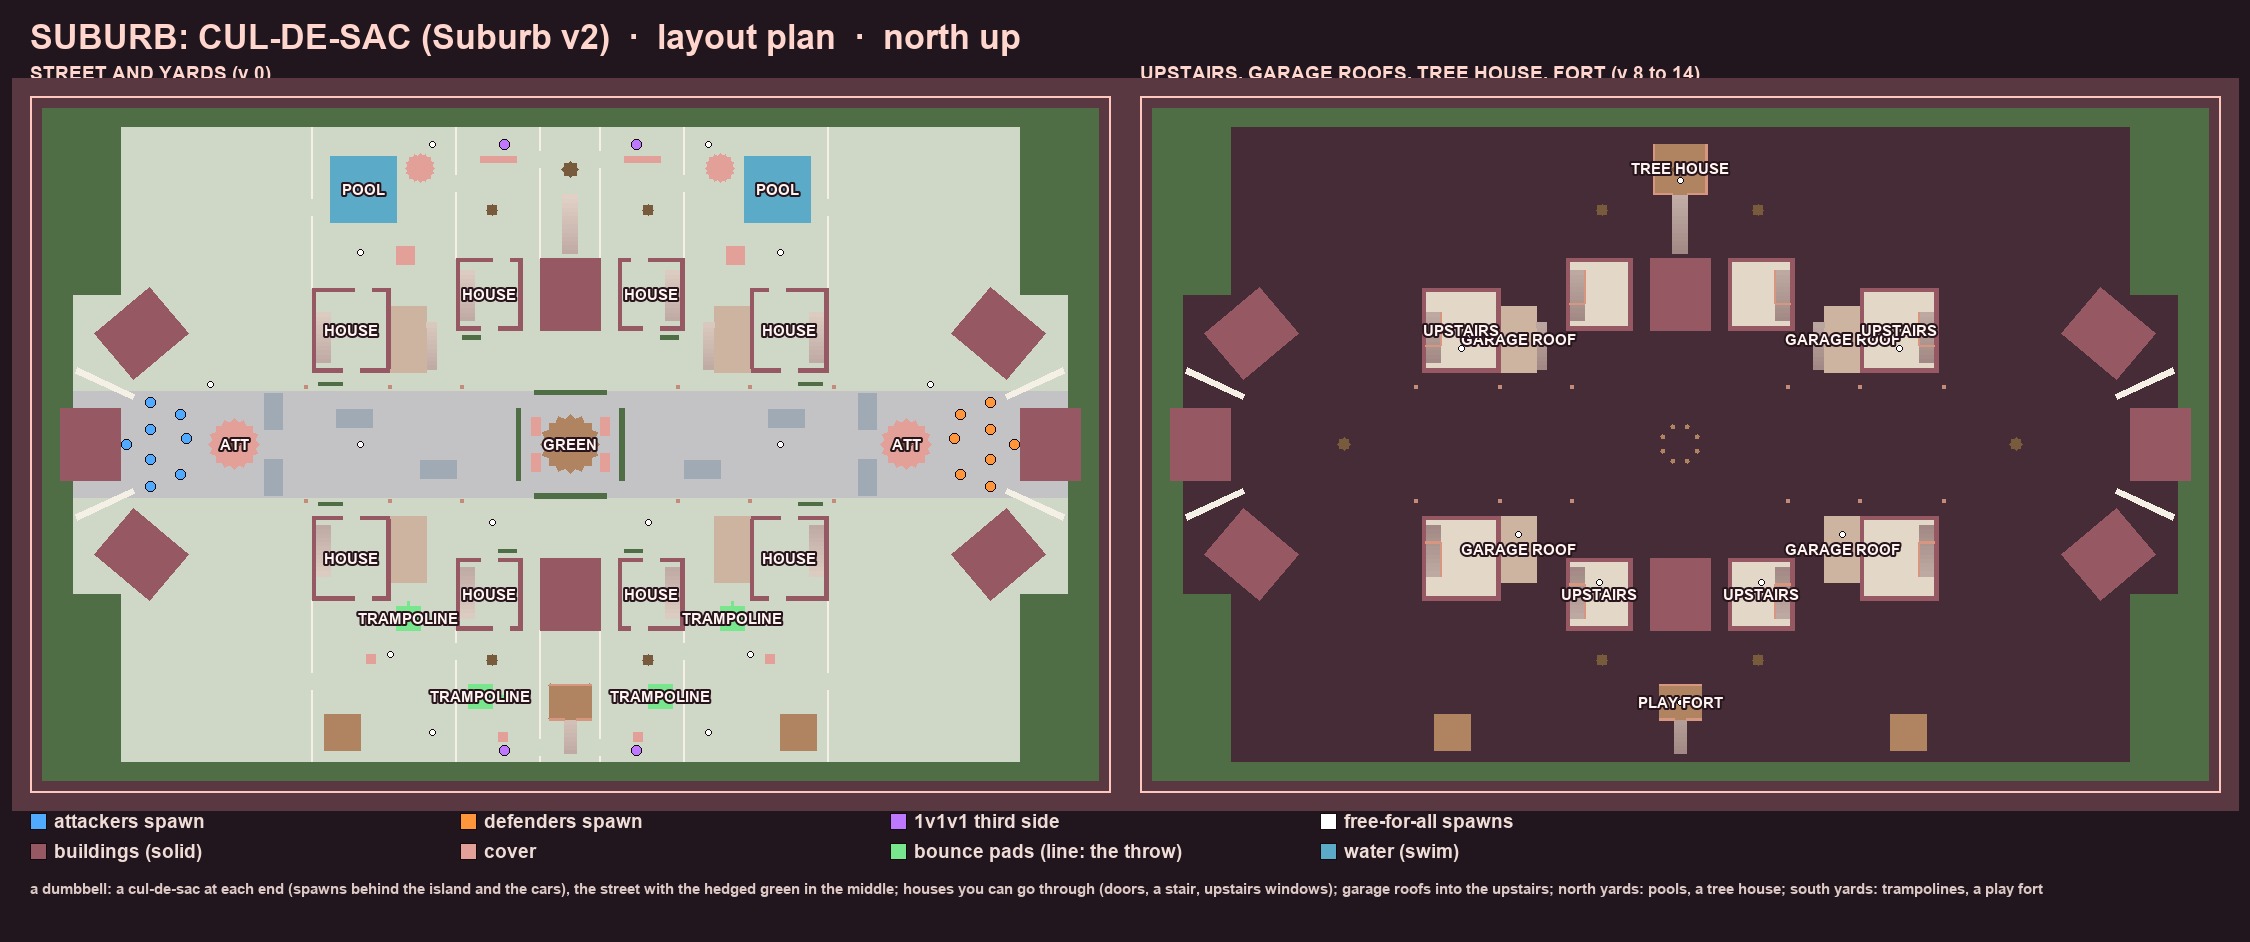 SUBURB: CUL-DE-SAC (Suburb v2) · layout plan · north up
STREET AND YARDS (y 0)
UPSTAIRS, GARAGE ROOFS, TREE HOUSE, FORT (y 8 to 14)
POOL
POOL
HOUSE
HOUSE
HOUSE
HOUSE
ATT
GREEN
ATT
HOUSE
HOUSE
HOUSE
HOUSE
TRAMPOLINE
TRAMPOLINE
TRAMPOLINE
TRAMPOLINE
TREE HOUSE
UPSTAIRS
GARAGE ROOF
GARAGE ROOF
UPSTAIRS
GARAGE ROOF
GARAGE ROOF
UPSTAIRS
UPSTAIRS
PLAY FORT
attackers spawn
defenders spawn
1v1v1 third side
free-for-all spawns
buildings (solid)
cover
bounce pads (line: the throw)
water (swim)
a dumbbell: a cul-de-sac at each end (spawns behind the island and the cars), the street with the hedged green in the middle; houses you can go through (doors, a stair, upstairs windows); garage roofs into the upstairs; north yards: pools, a tree house; south yards: trampolines, a play fort